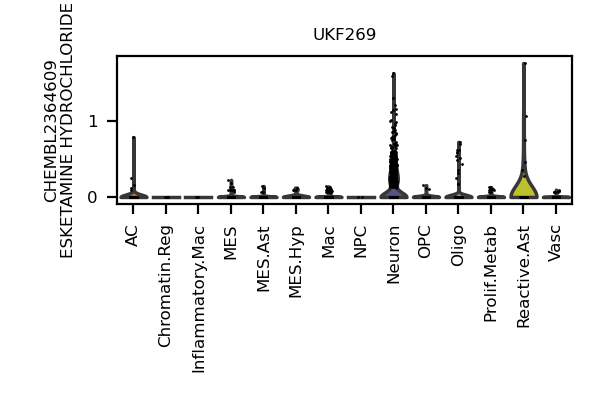 UKF269
CHEMBL2364609
ESKETAMINE HYDROCHLORIDE
1
0
AC
Chromatin.Reg
Inflammatory.Mac
MES
MES.Ast
MES.Hyp
Mac
NPC
Neuron
OPC
Oligo
Prolif.Metab
Reactive.Ast
Vasc